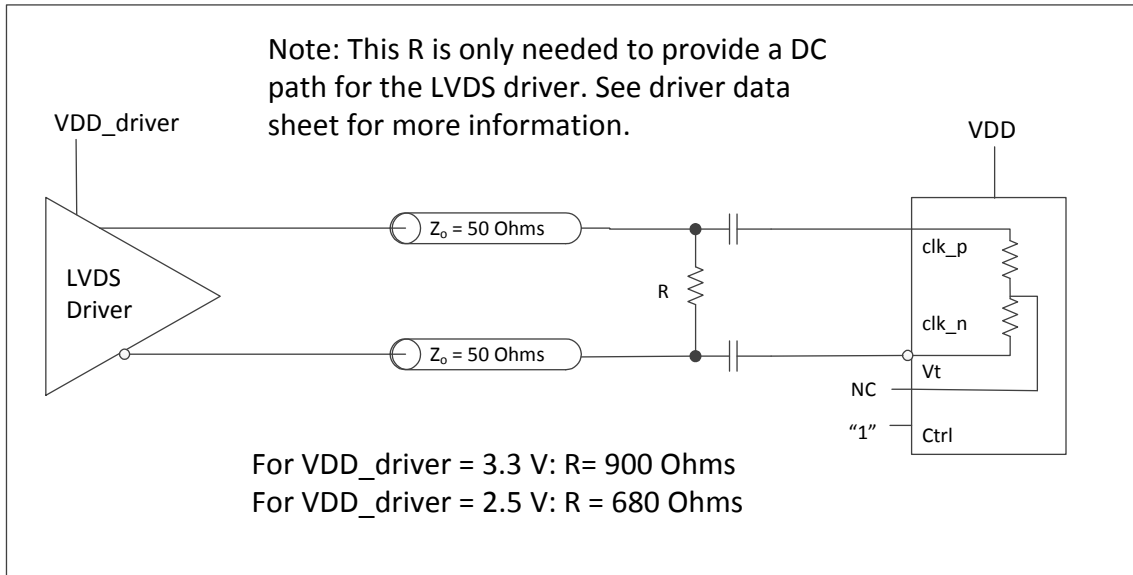 Note: This R is only needed to provide a DC
path for the LVDS driver. See driver data
sheet for more information.
VDD_driver
VDD
Zₒ = 50 Ohms
clk_p
LVDS
Driver
R
clk_n
Zₒ = 50 Ohms
Vt
NC
“1”
Ctrl
For VDD_driver = 3.3 V: R= 900 Ohms
For VDD_driver = 2.5 V: R = 680 Ohms